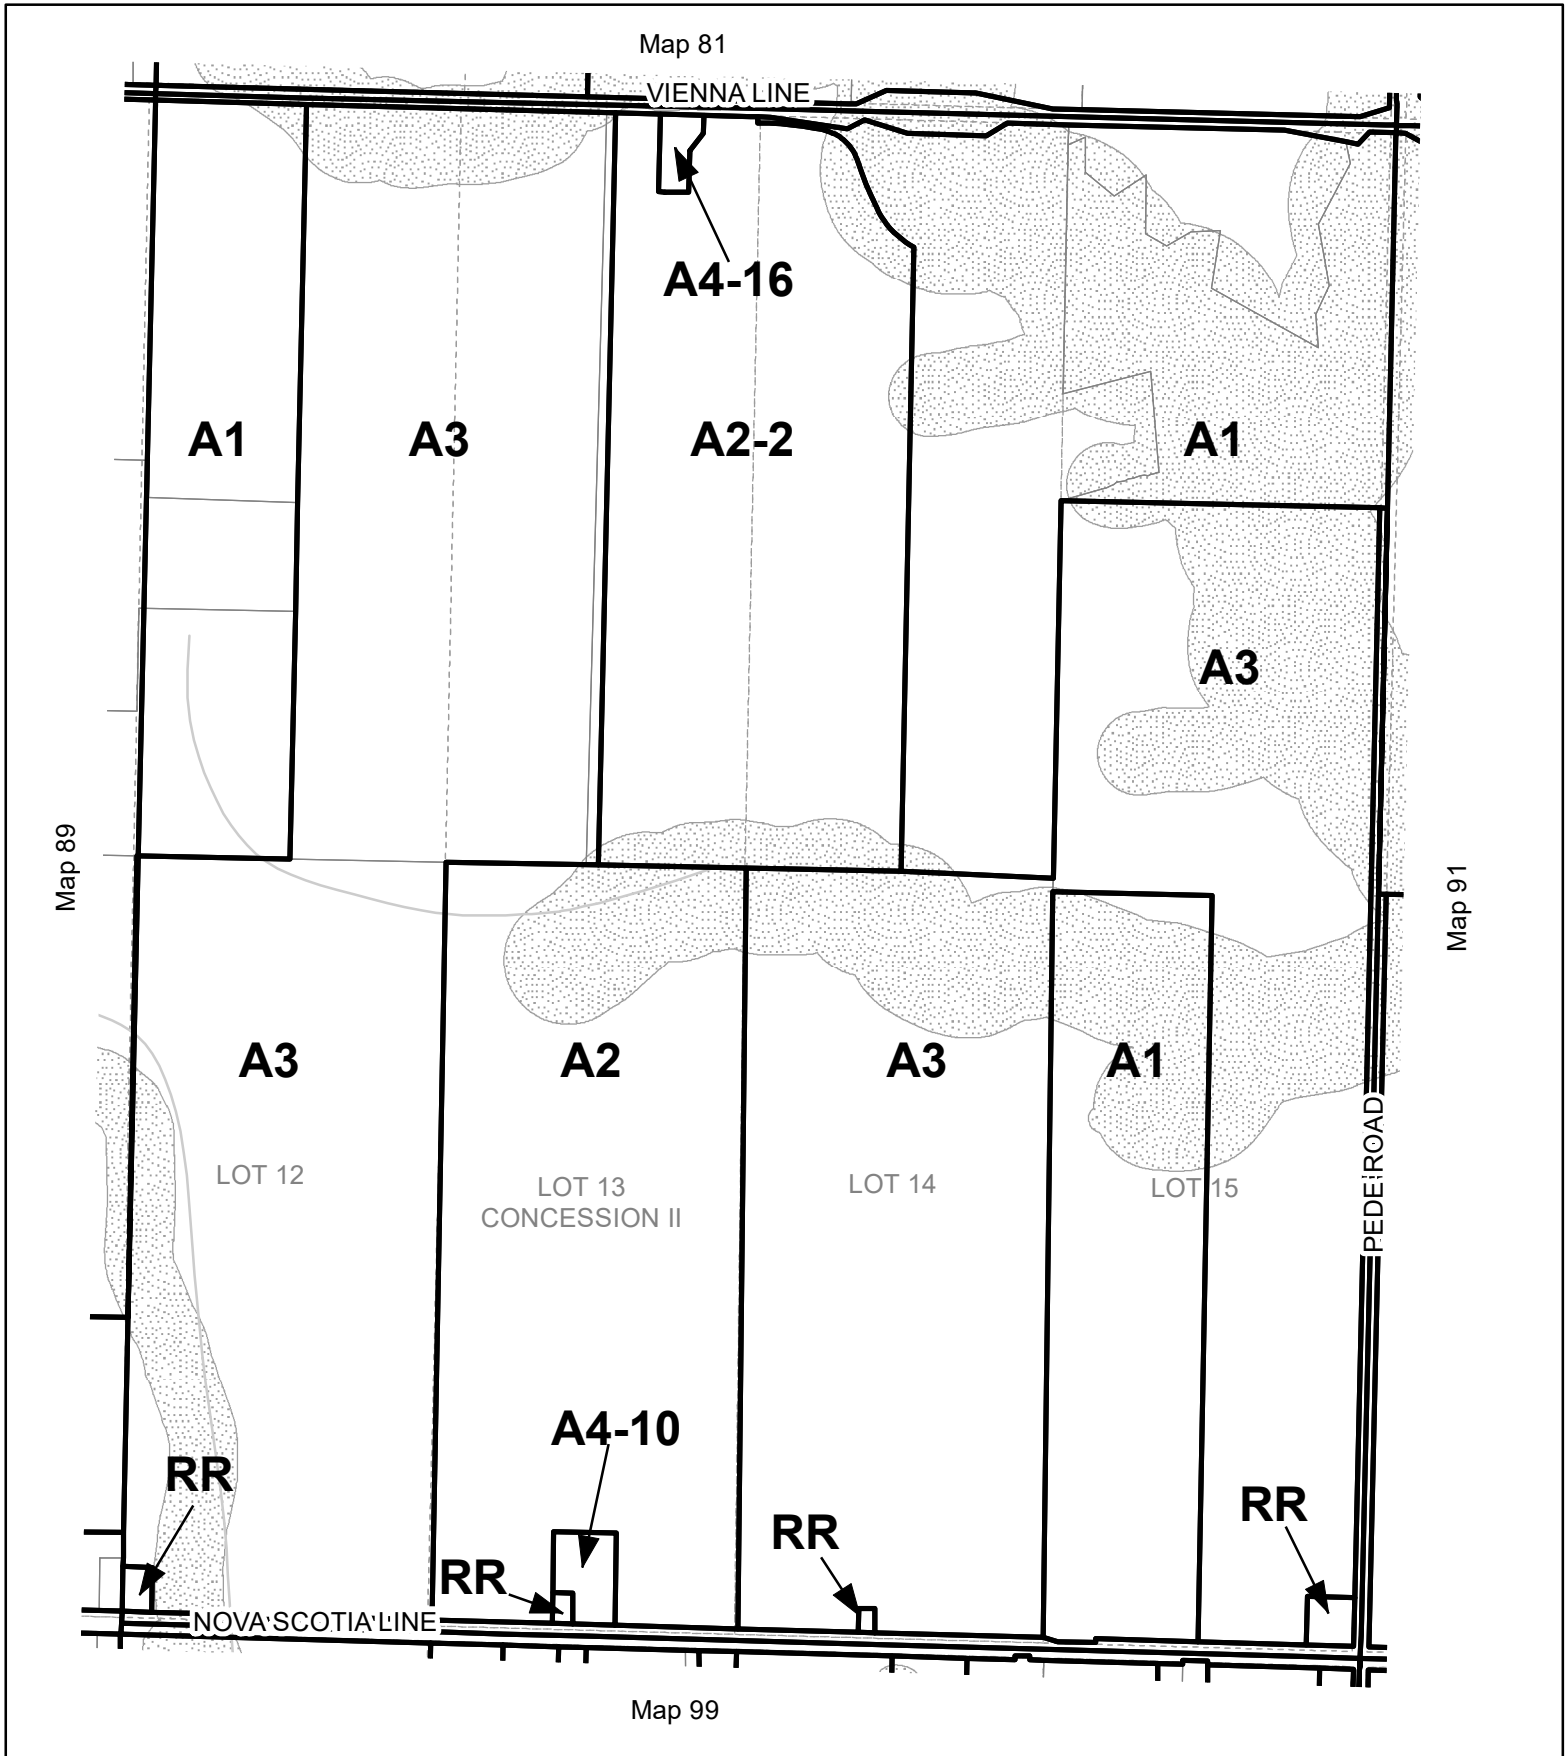 Map 81
VIENNA LINE
A4-16
A1
A3
A2-2
A1
A3
Map 89
Map 91
A3
A2
A3
A1
PEDE ROAD
LOT 12
LOT 13
CONCESSION II
LOT 14
LOT 15
A4-10
RR
RR
RR
RR
NOVA SCOTIA LINE
Map 99